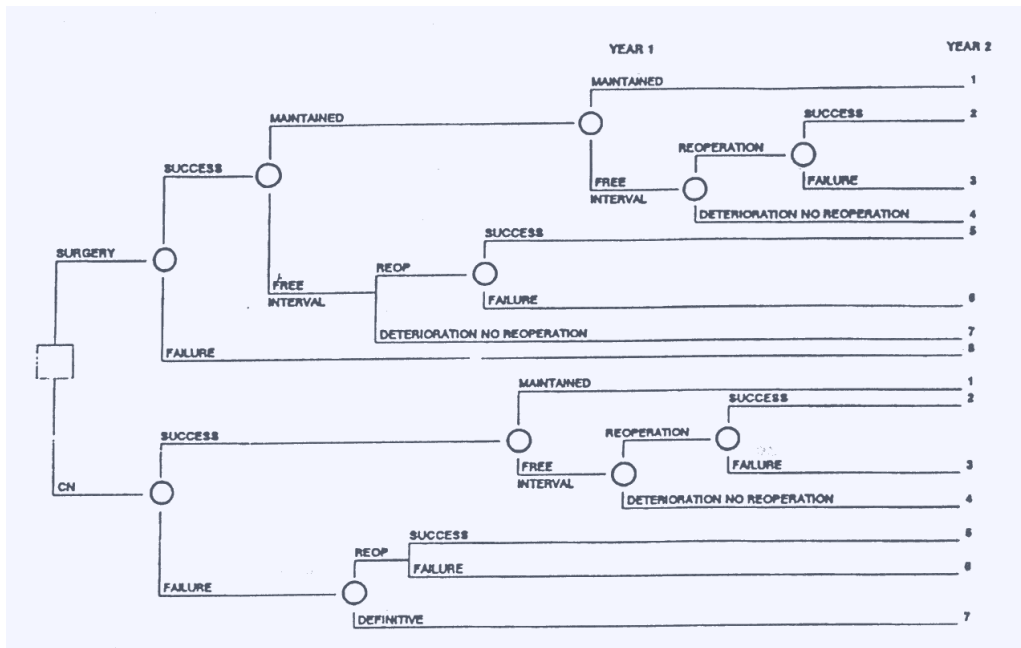 YEAR 1
YEAR 2
MAINTAINED
1
MAINTAINED
SUCCESS
2
REOPERATION
SUCCESS
FREE
INTERVAL
FAILURE
3
DETERIORATION NO REOPERATION
4
SUCCESS
5
SURGERY
REOP
FREE
INTERVAL
FAILURE
6
DETERIORATION NO REOPERATION
7
FAILURE
8
MAINTAINED
1
SUCCESS
2
SUCCESS
REOPERATION
FREE
INTERVAL
FAILURE
3
CN
DETERIORATION NO REOPERATION
4
SUCCESS
5
REOP
FAILURE
6
FAILURE
DEFINITIVE
7